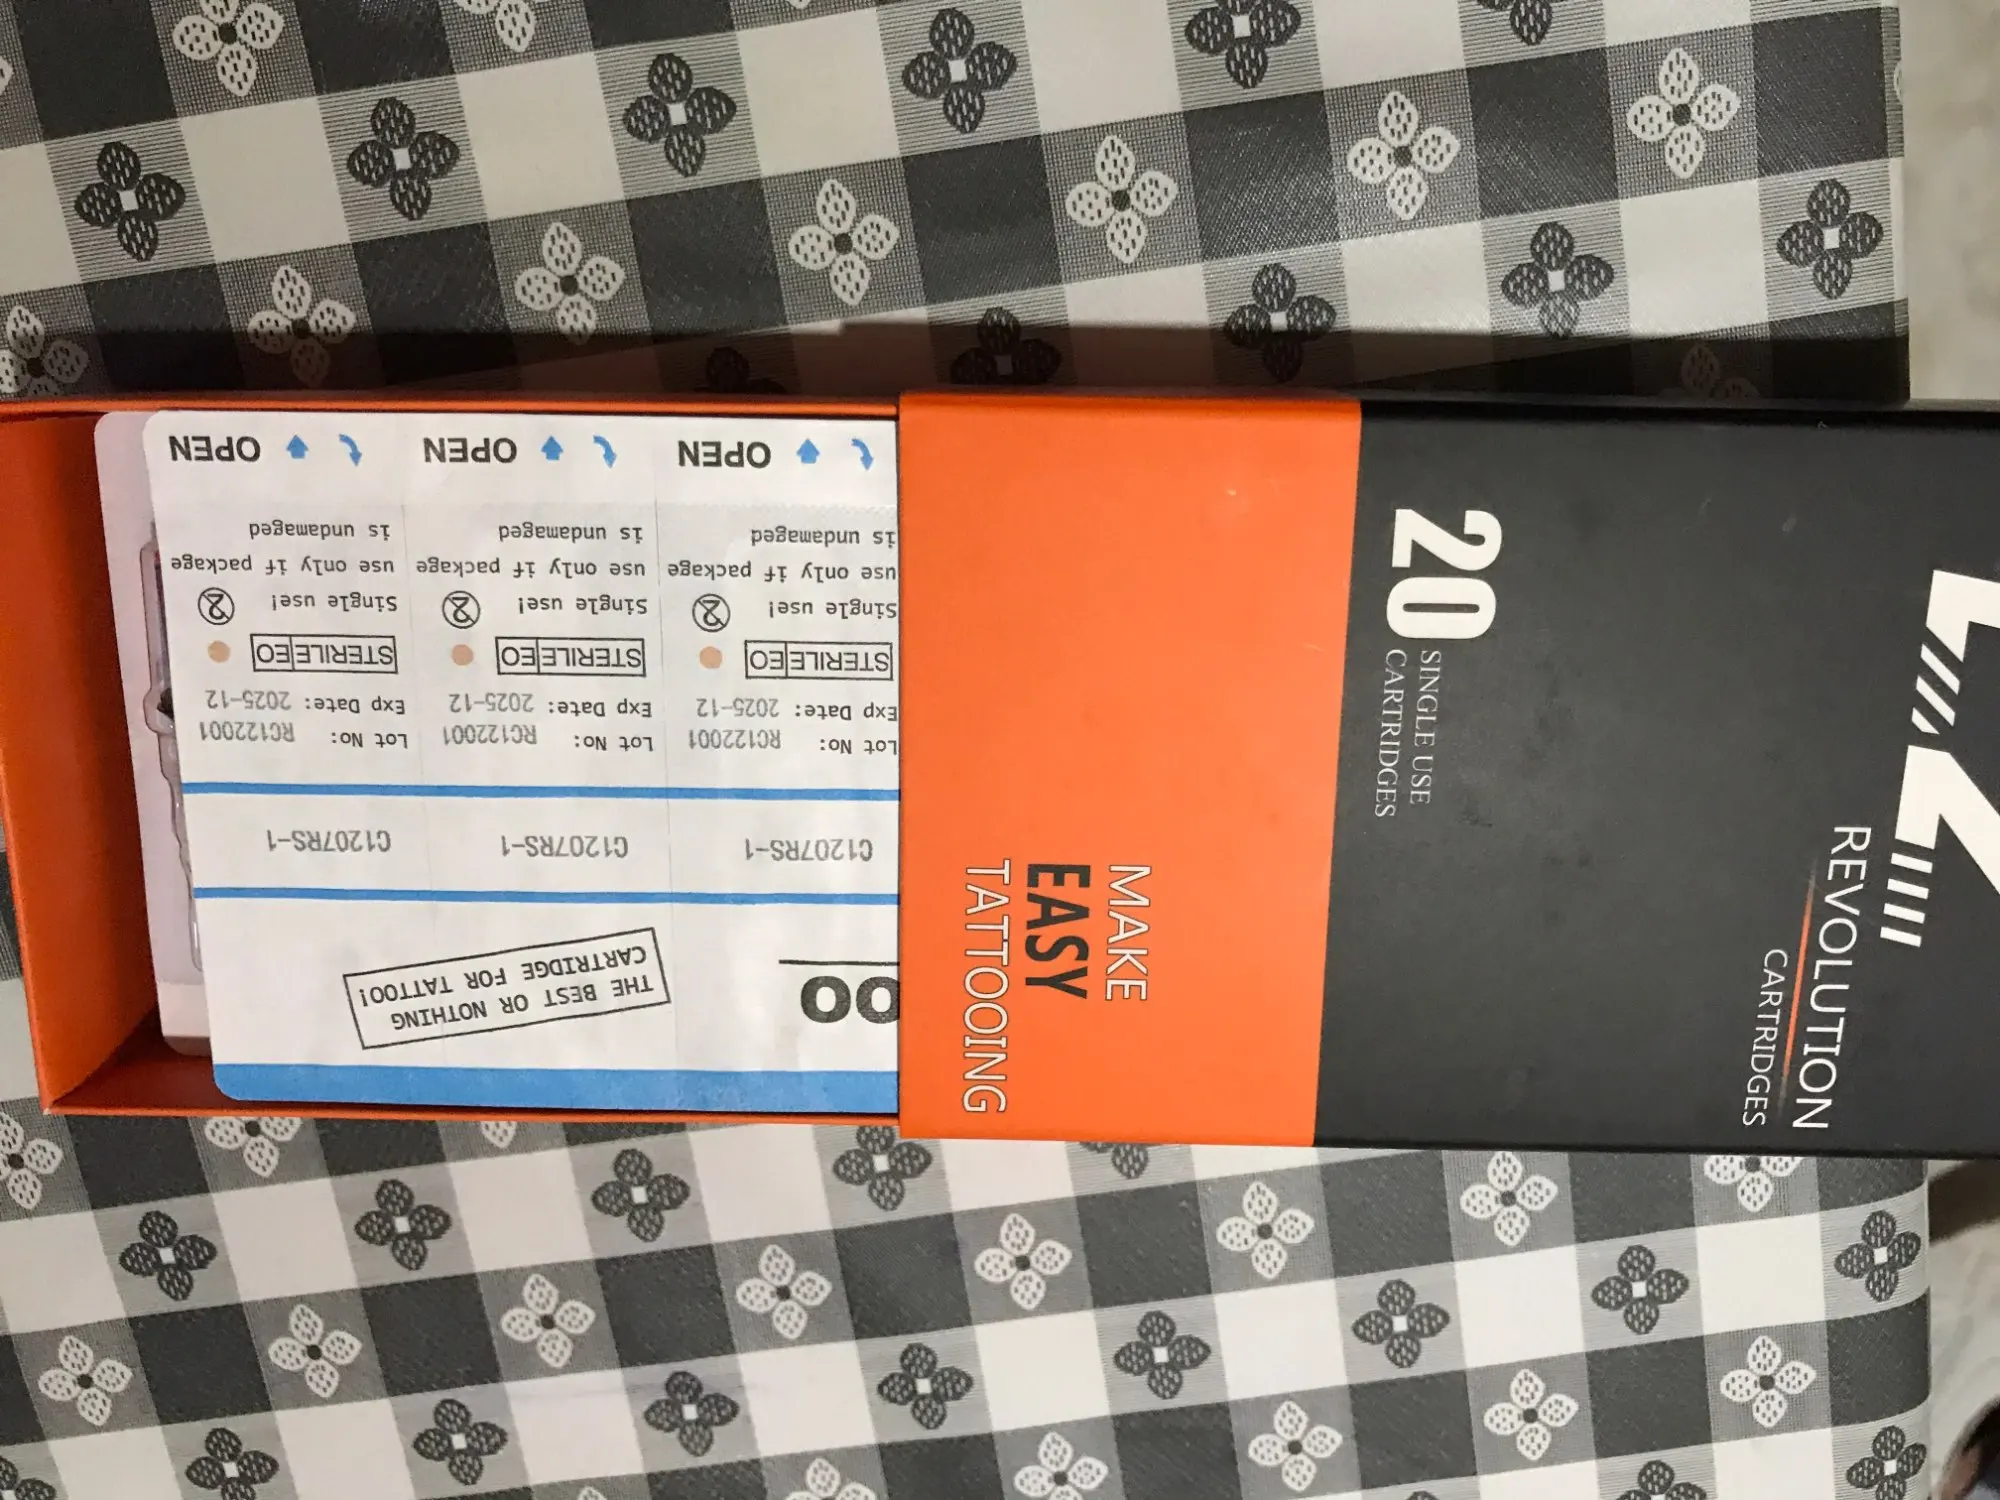 OPEN OPEN OPEN
is undamaged is undamaged is undamaged
use only if package use only if package use only if package
Single use! Single use! Single use!
STERILE EO STERILE EO STERILE EO
Exp Date: 2025-12 Exp Date: 2025-12 Exp Date: 2025-12
Lot No: RC122001 Lot No: RC122001 Lot No: RC122001
C1207RS-1 C1207RS-1 C1207RS-1
THE BEST OR NOTHING
CARTRIDGE FOR TATTOO!
MAKE
EASY
TATTOOING
20
SINGLE USE
CARTRIDGES
REVOLUTION
CARTRIDGES